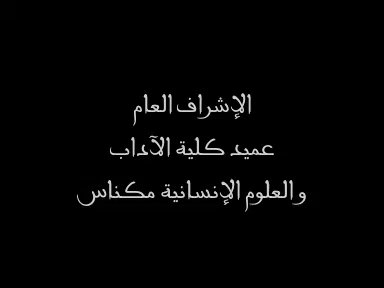 الإشراف العام
عميد كلية الآداب
والعلوم الإنسانية مكناس